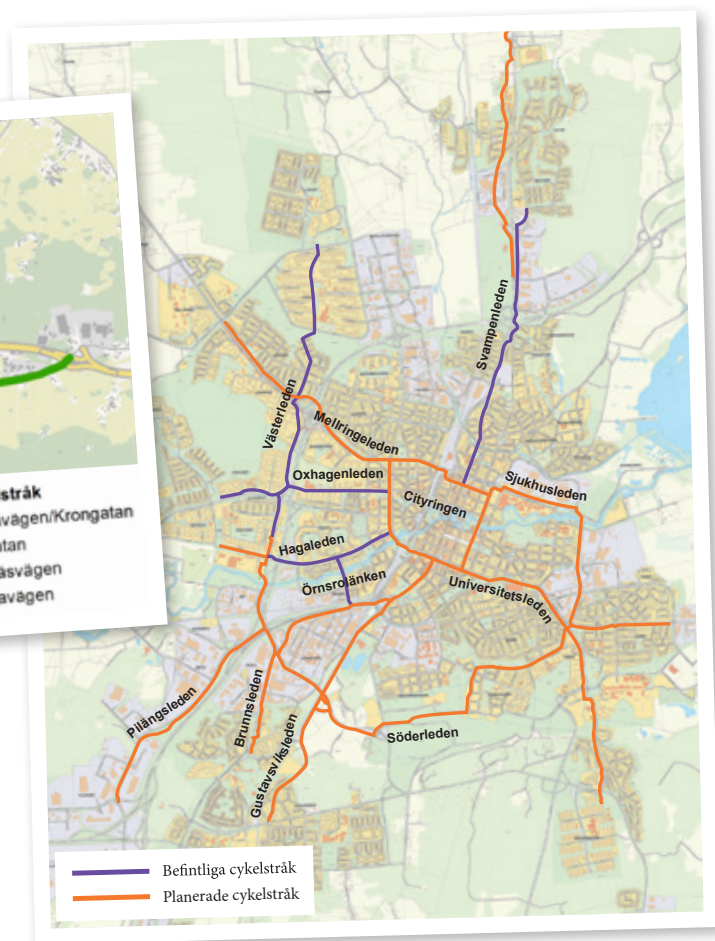 stråk
vägen/Krongatan
tan
äsvägen
avägen
Svampenleden
Västerleden
Mellringeleden
Oxhagenleden
Sjukhusleden
Cityringen
Hagaleden
Örnsrolänken
Universitetsleden
Pilängsleden
Brunnsleden
Gustavsviksleden
Söderleden
Befintliga cykelstråk
Planerade cykelstråk